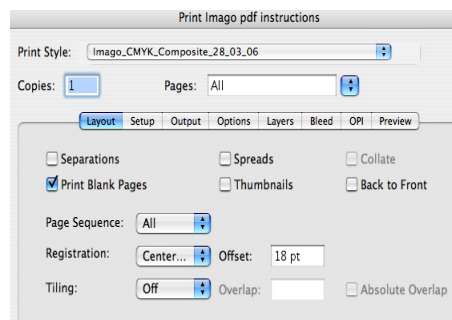 Print Imago pdf instructions
Print Style: Imago_CMYK_Composite_28_03_06
Copies: 1 Pages: All
Layout Setup Output Options Layers Bleed OPI Preview
Separations Spreads Collate
Print Blank Pages Thumbnails Back to Front
Page Sequence: All
Registration: Center... Offset: 18 pt
Tiling: Off Overlap: Absolute Overlap